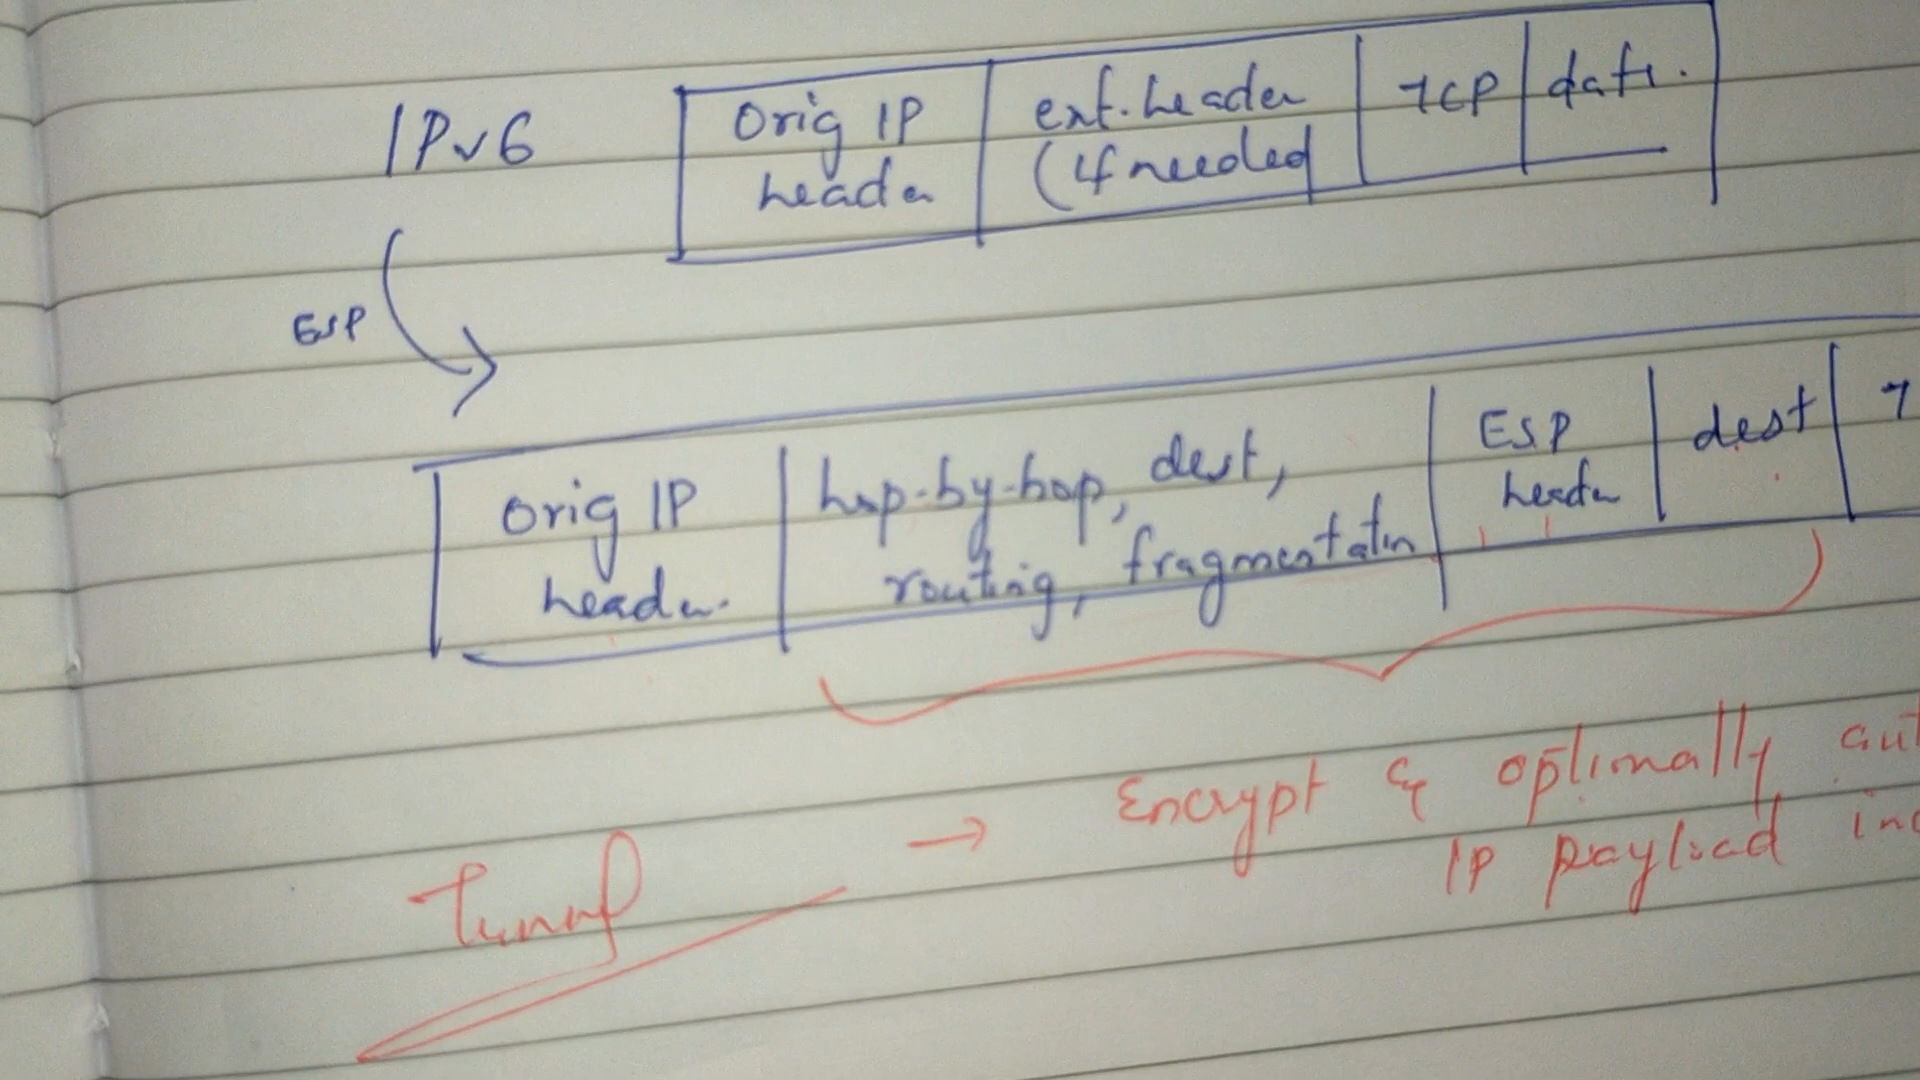 IPv6
Orig IP header
ext. header (if needed
TCP
data.
ESP
Orig IP header.
hop-by-hop, dest,
routing, fragmentation
ESP header
dest
Tunnel
→ Encrypt & optionally
IP payload